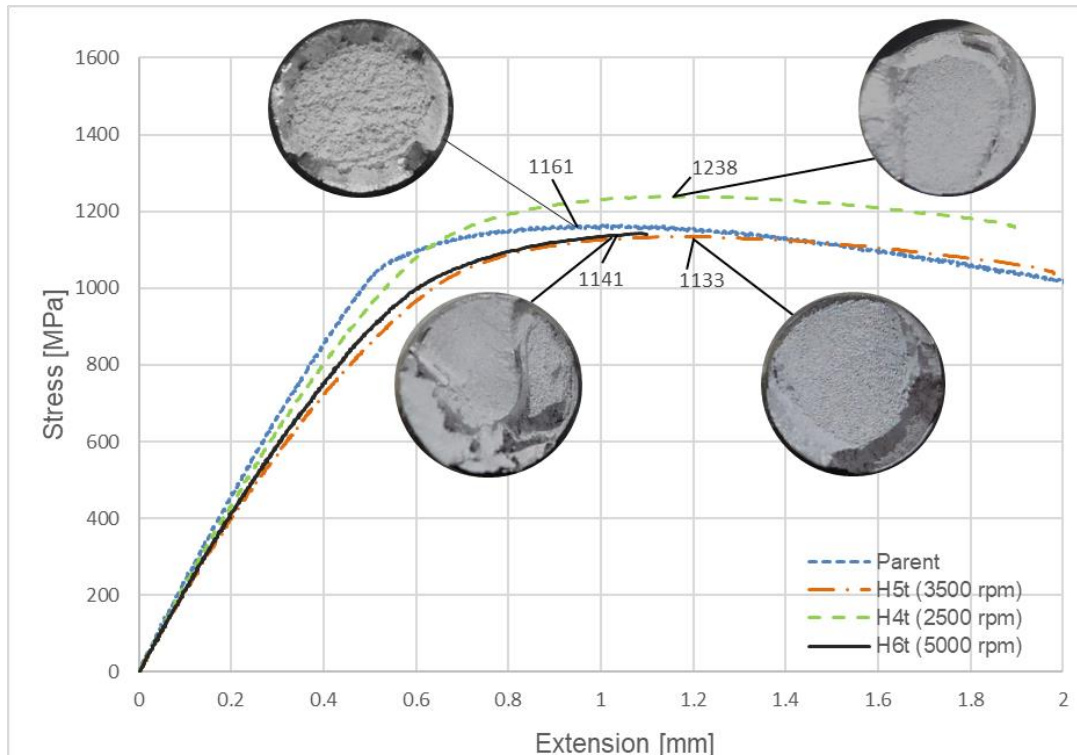 1600
1400
1200
1000
800
600
400
200
0
Stress [MPa]
1161
1238
1141
1133
Parent
H5t (3500 rpm)
H4t (2500 rpm)
H6t (5000 rpm)
0 0.2 0.4 0.6 0.8 1 1.2 1.4 1.6 1.8 2
Extension [mm]